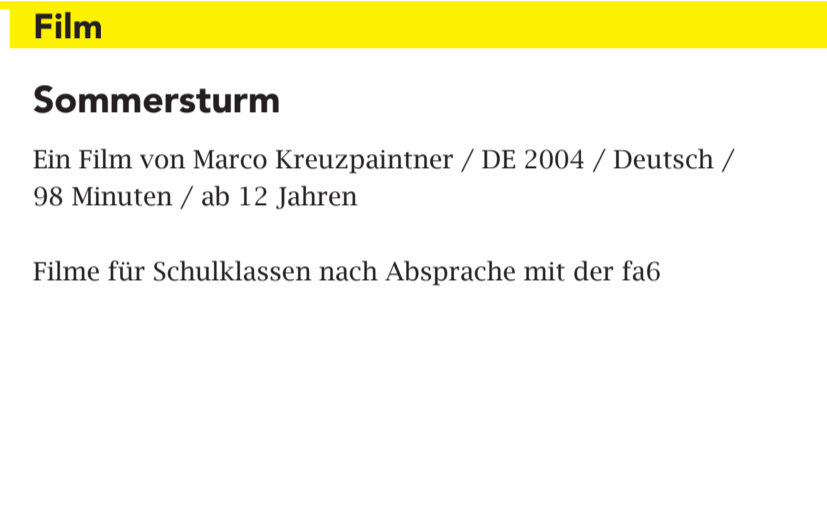 Film
Sommersturm
Ein Film von Marco Kreuzpaintner / DE 2004 / Deutsch /
98 Minuten / ab 12 Jahren
Filme für Schulklassen nach Absprache mit der fa6